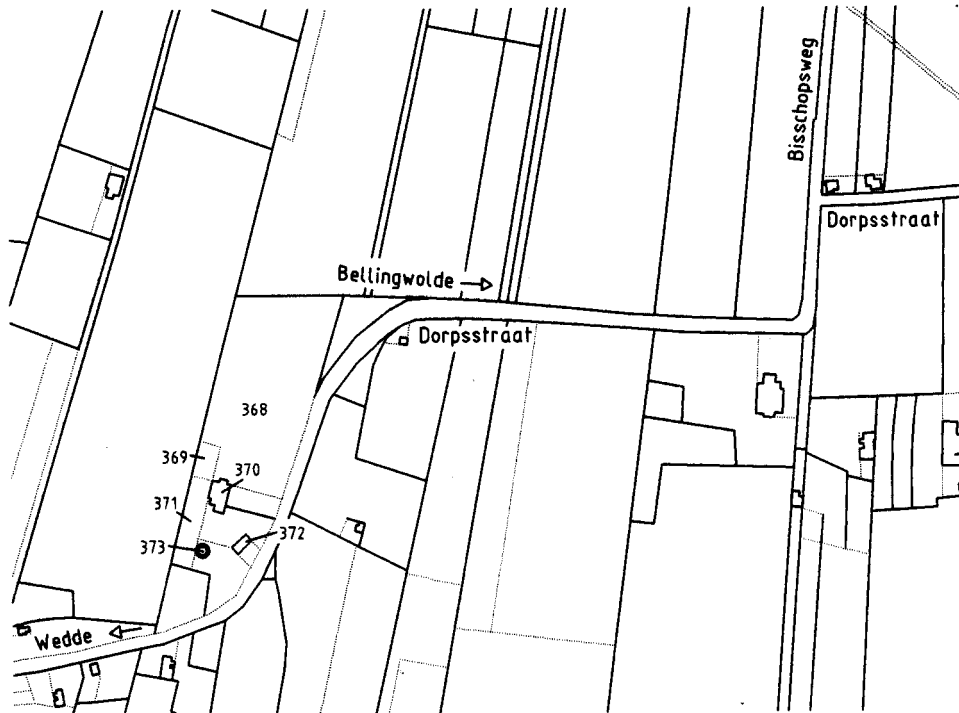 Bisschopsweg
Dorpsstraat
Bellingwolde
Dorpsstraat
368
369
370
371
372
373
Wedde